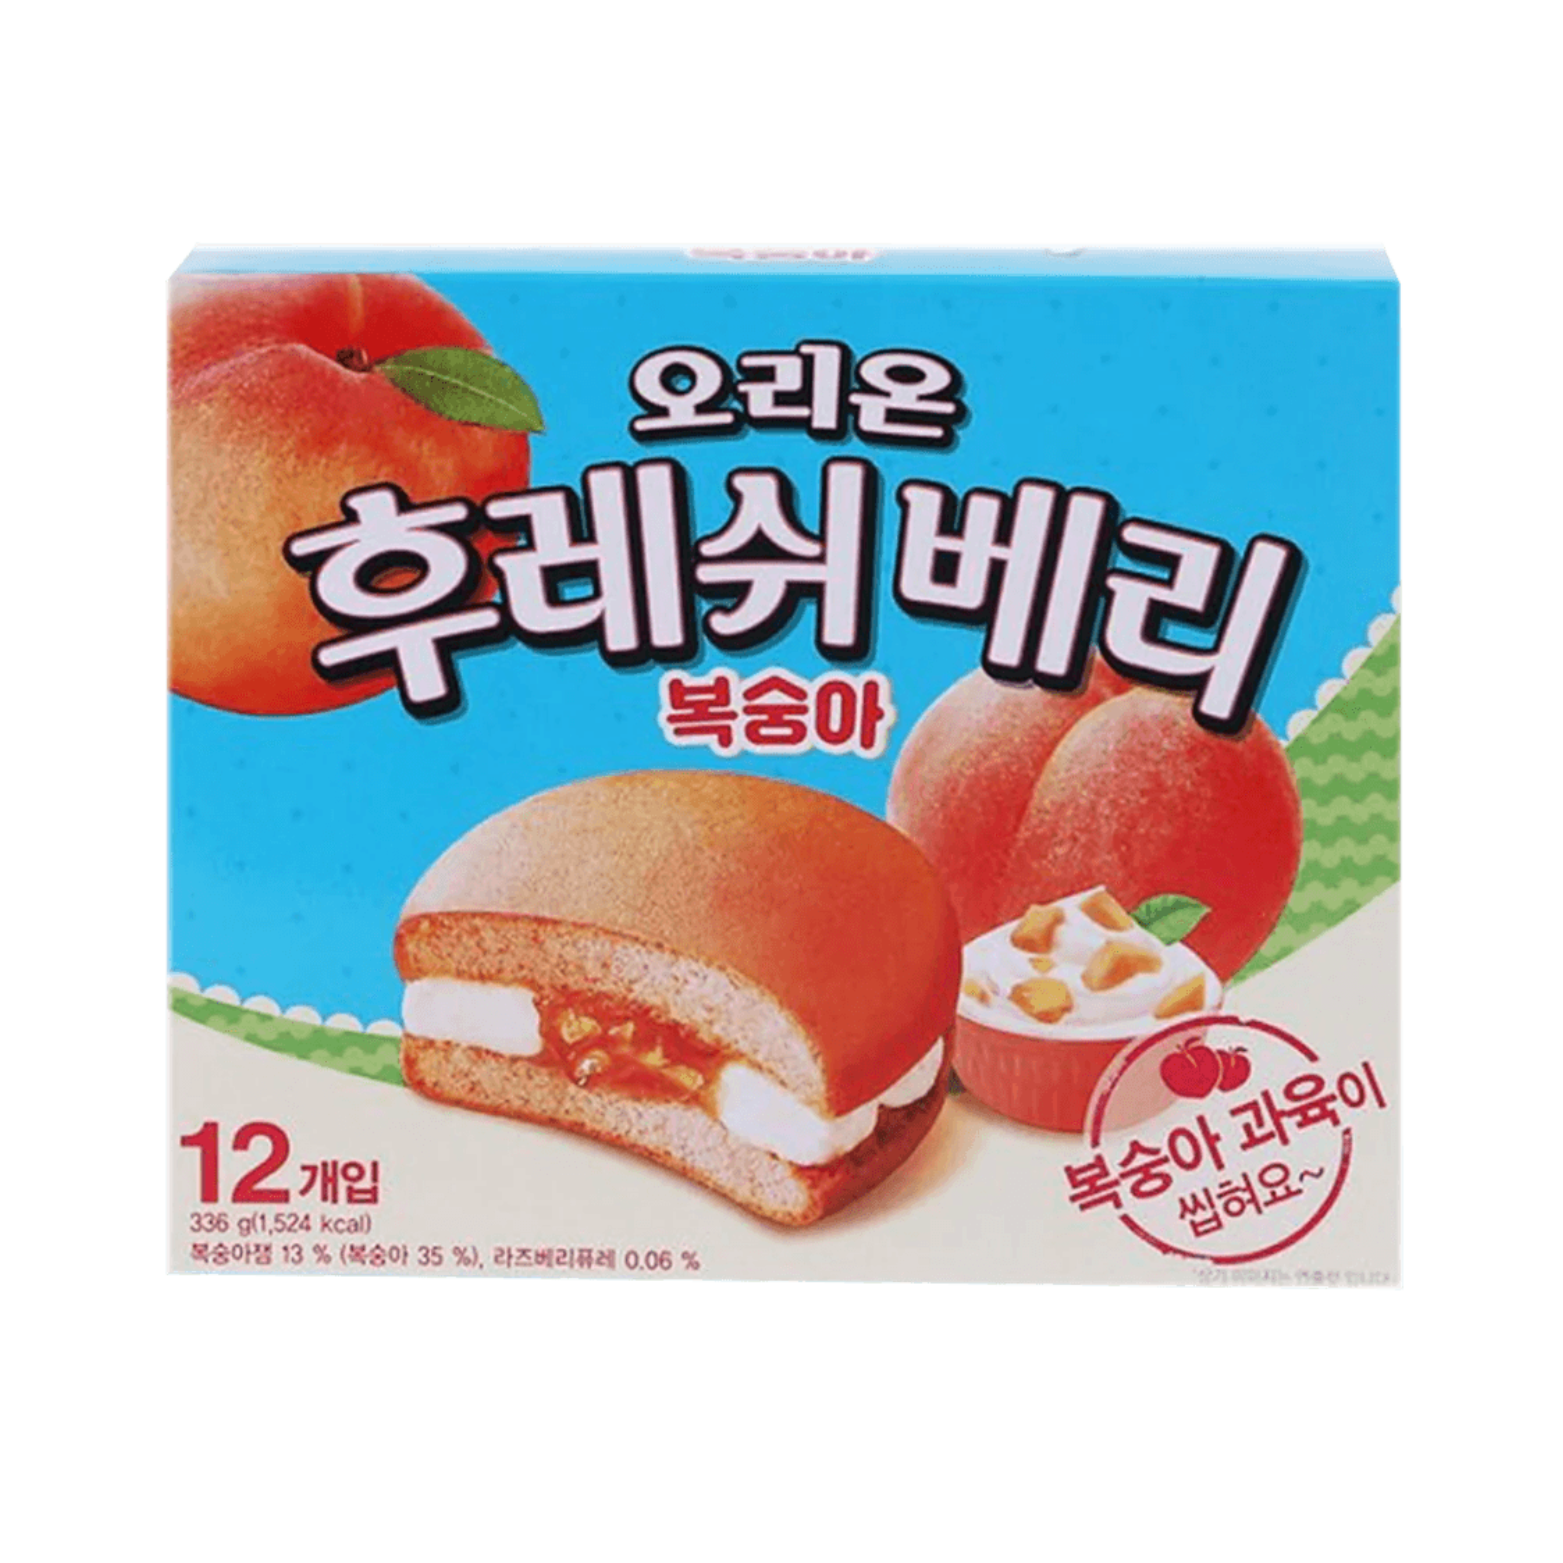 오리온
후레쉬베리
복숭아
복숭아 과육이
씹혀요~
12개입
336 g(1,524 kcal)
복숭아잼 13 % (복숭아 35 %), 라즈베리퓨레 0.06 %